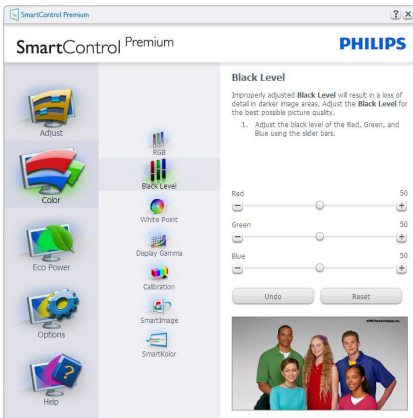 SmartControl Premium
SmartControl Premium
PHILIPS
Adjust
Color
Eco Power
Options
Help
RGB
Black Level
White Point
Display Gamma
Calibration
SmartImage
SmartKolor
Black Level
Improperly adjusted Black Level will result in a loss of
detail in darker image areas. Adjust the Black Level for
the best possible picture quality.
1. Adjust the black level of the Red, Green, and
Blue using the slider bars.
Red 50
Green 50
Blue 50
Undo Reset